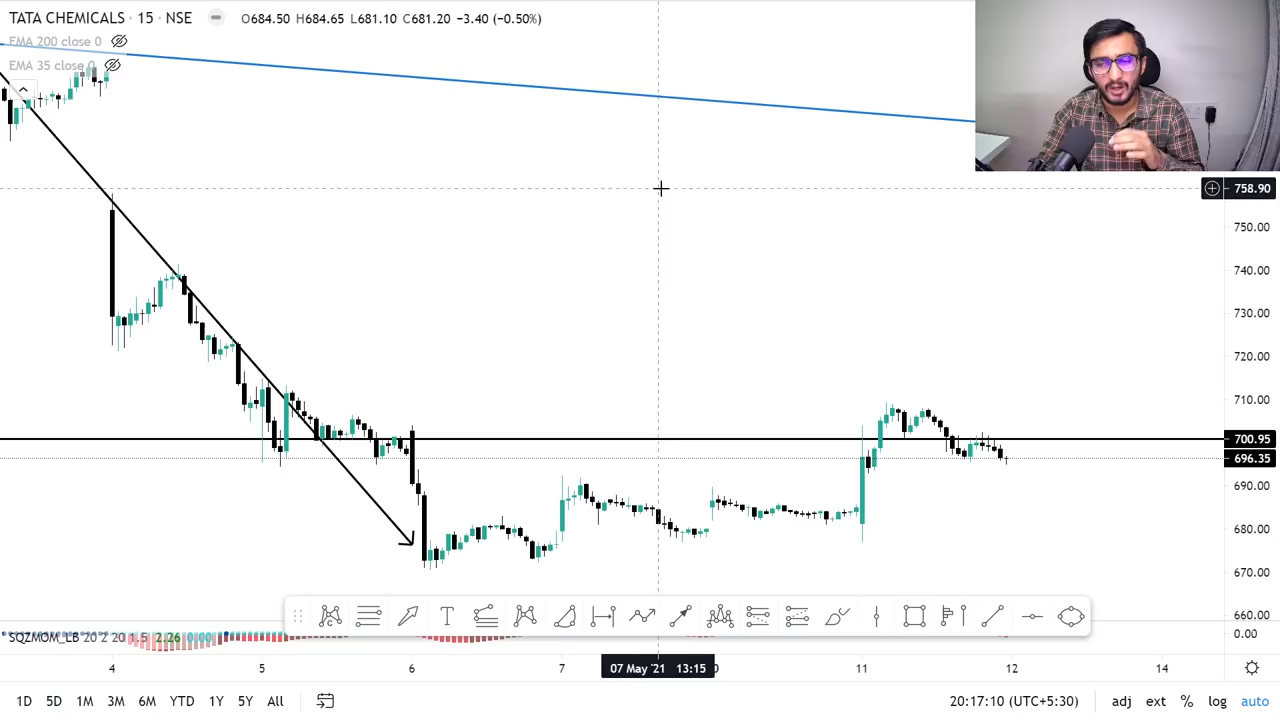 TATA CHEMICALS · 15 · NSE O684.50 H684.65 L681.10 C681.20 −3.40 (−0.50%)
EMA 200 close 0
EMA 35 close 0
758.90
750.00
740.00
730.00
720.00
710.00
700.95
696.35
690.00
680.00
670.00
660.00
0.00
SQZMOM_LB 20 2 20 1.5 2.26 0.00
4 5 6 7 07 May '21 13:15 11 12 14
1D 5D 1M 3M 6M YTD 1Y 5Y All 20:17:10 (UTC+5:30) adj ext % log auto